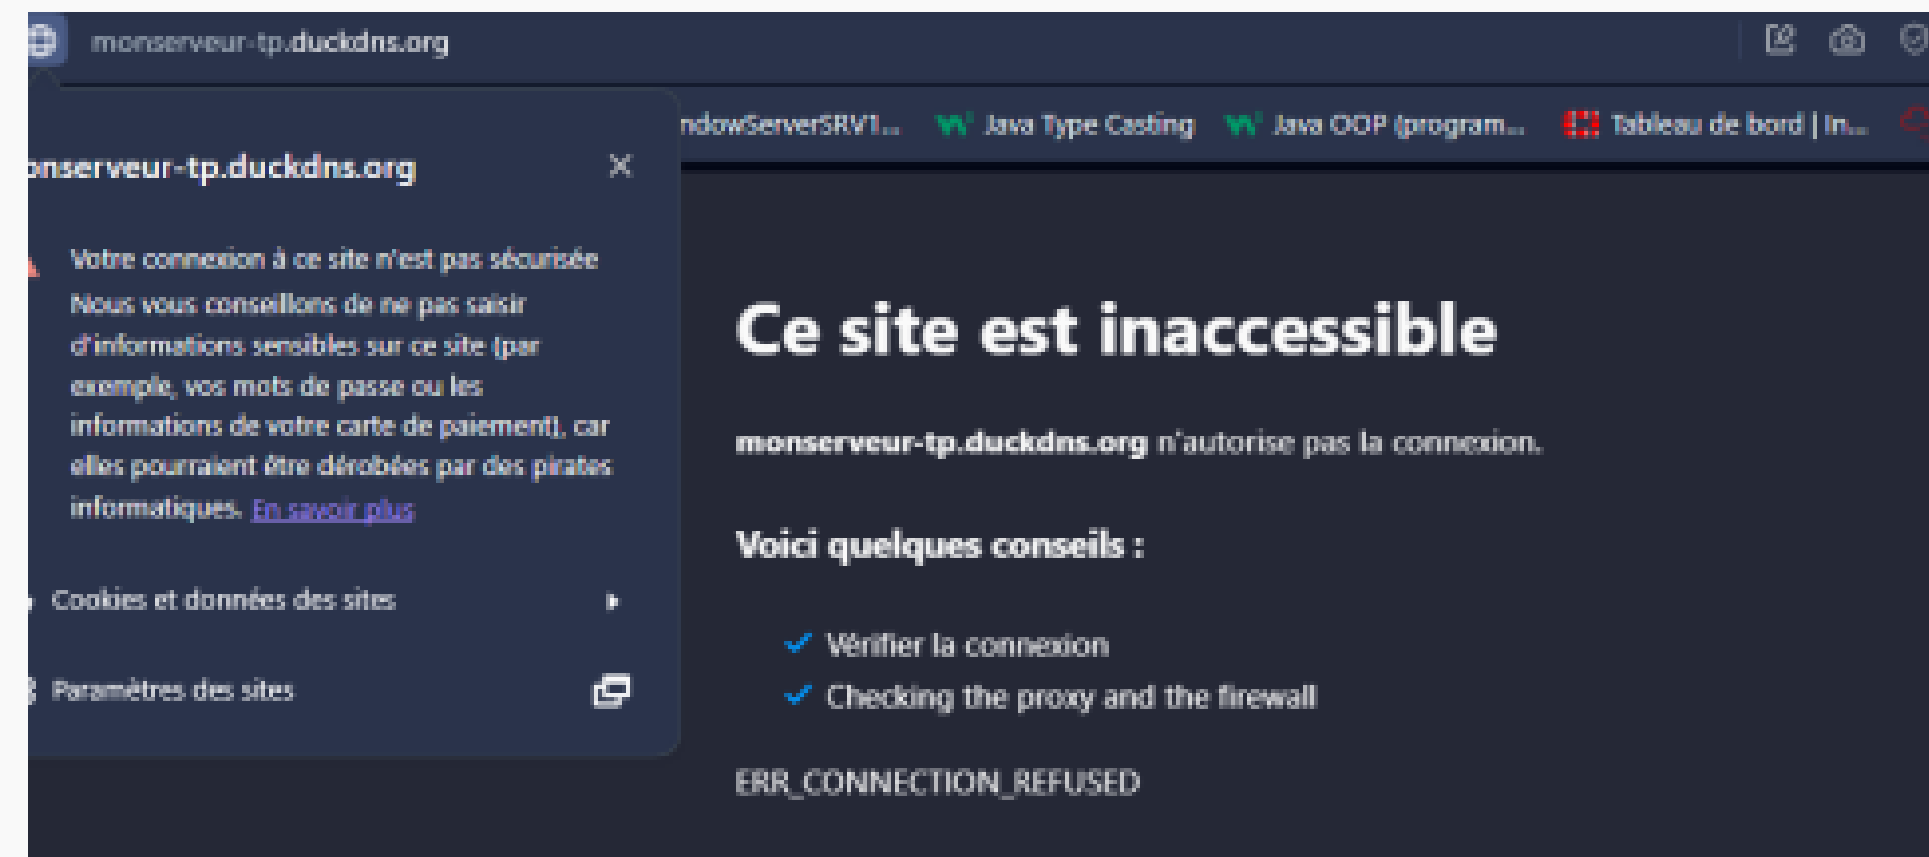 monserveur-tp.duckdns.org
ndowServerSRV1... Java Type Casting Java OOP (program... Tableau de bord | In...
onserveur-tp.duckdns.org
Votre connexion à ce site n'est pas sécurisée
Nous vous conseillons de ne pas saisir
d'informations sensibles sur ce site (par
exemple, vos mots de passe ou les
informations de votre carte de paiement), car
elles pourraient être dérobées par des pirates
informatiques. En savoir plus
Cookies et données des sites
Paramètres des sites
Ce site est inaccessible
monserveur-tp.duckdns.org n'autorise pas la connexion.
Voici quelques conseils :
Vérifier la connexion
Checking the proxy and the firewall
ERR_CONNECTION_REFUSED